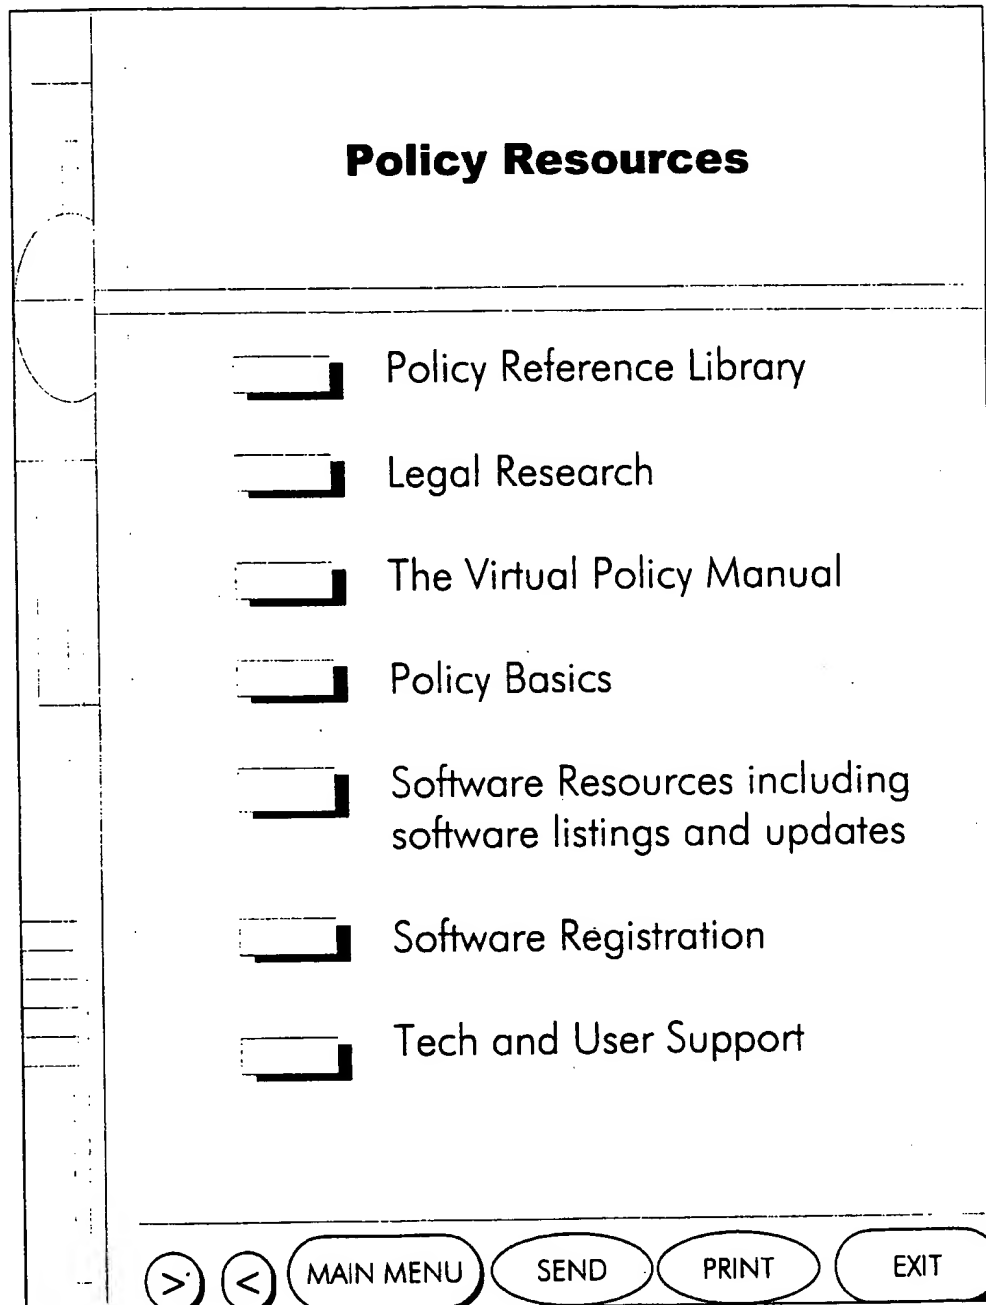 Policy Resources
Policy Reference Library
Legal Research
The Virtual Policy Manual
Policy Basics
Software Resources including
software listings and updates
Software Registration
Tech and User Support
> < MAIN MENU SEND PRINT EXIT